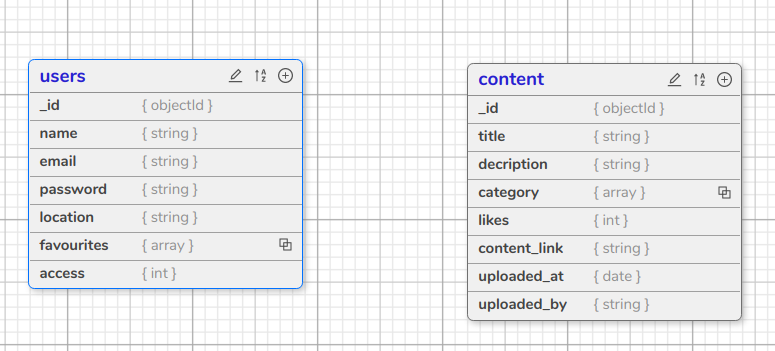 users
_id { objectId }
name { string }
email { string }
password { string }
location { string }
favourites { array }
access { int }
content
_id { objectId }
title { string }
decription { string }
category { array }
likes { int }
content_link { string }
uploaded_at { date }
uploaded_by { string }